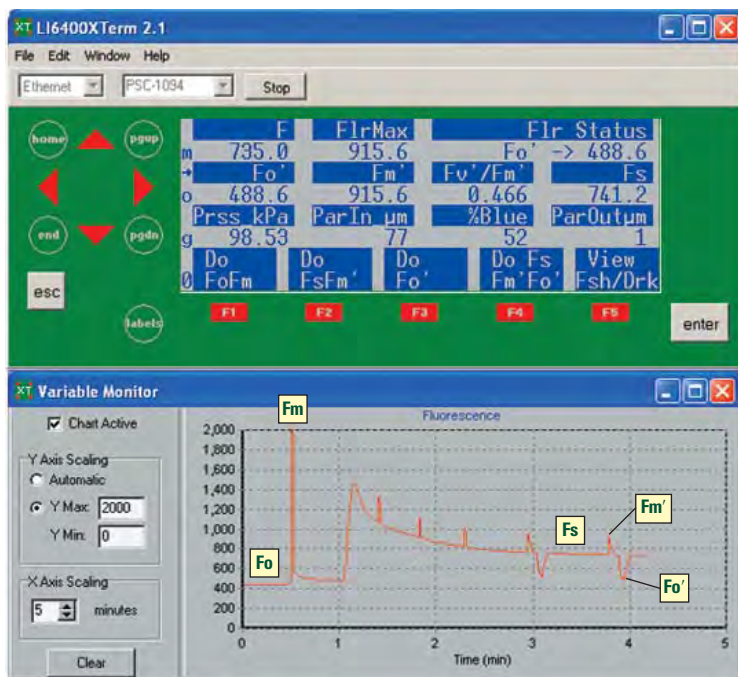 XT LI6400XTerm 2.1
File Edit Window Help
Ethernet PSC-1094 Stop
home pgup
end pgdn
esc
labels
F FlrMax Flr Status
m 735.0 915.6 Fo' -> 488.6
→ Fo' Fm' Fv'/Fm' Fs
o 488.6 915.6 0.466 741.2
Prss kPa ParIn µm %Blue ParOutµm
g 98.53 77 52 1
Do Do Do Do Fs View
0 FoFm FsFm' Fo' Fm'Fo' Fsh/Drk
F1 F2 F3 F4 F5
enter
XT Variable Monitor
Chart Active
Y Axis Scaling
Automatic
Y Max: 2000
Y Min: 0
X Axis Scaling
5 minutes
Clear
Fluorescence
2,000
1,800
1,600
1,400
1,200
1,000
800
600
400
200
0
Fm
Fo
Fs
Fm'
Fo'
0 1 2 3 4 5
Time (min)